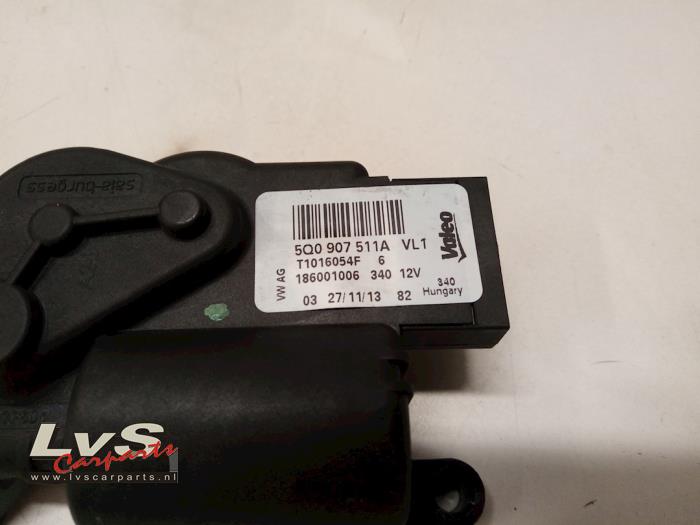 saia-burgess
5Q0 907 511A VL1
T1016054F 6
186001006 340 12V
03 27/11/13 82
VW AG
Valeo
340
Hungary
LvS
Carparts
www.lvscarparts.nl